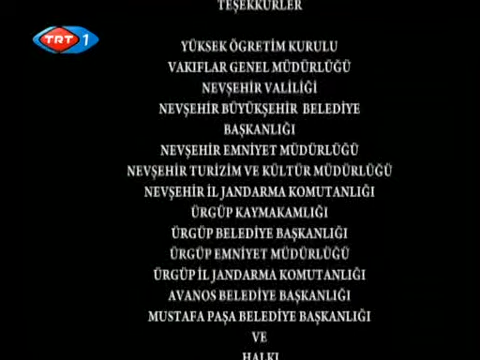 TEŞEKKÜRLER
TRT 1
YÜKSEK ÖGRETİM KURULU
VAKIFLAR GENEL MÜDÜRLÜĞÜ
NEVŞEHİR VALİLİĞİ
NEVŞEHİR BÜYÜKŞEHİR BELEDİYE
BAŞKANLIĞI
NEVŞEHİR EMNİYET MÜDÜRLÜĞÜ
NEVŞEHİR TURİZİM VE KÜLTÜR MÜDÜRLÜĞÜ
NEVŞEHİR İL JANDARMA KOMUTANLIĞI
ÜRGÜP KAYMAKAMLIĞI
ÜRGÜP BELEDİYE BAŞKANLIĞI
ÜRGÜP EMNİYET MÜDÜRLÜĞÜ
ÜRGÜP İL JANDARMA KOMUTANLIĞI
AVANOS BELEDİYE BAŞKANLIĞI
MUSTAFA PAŞA BELEDİYE BAŞKANLIĞI
VE
HALKI